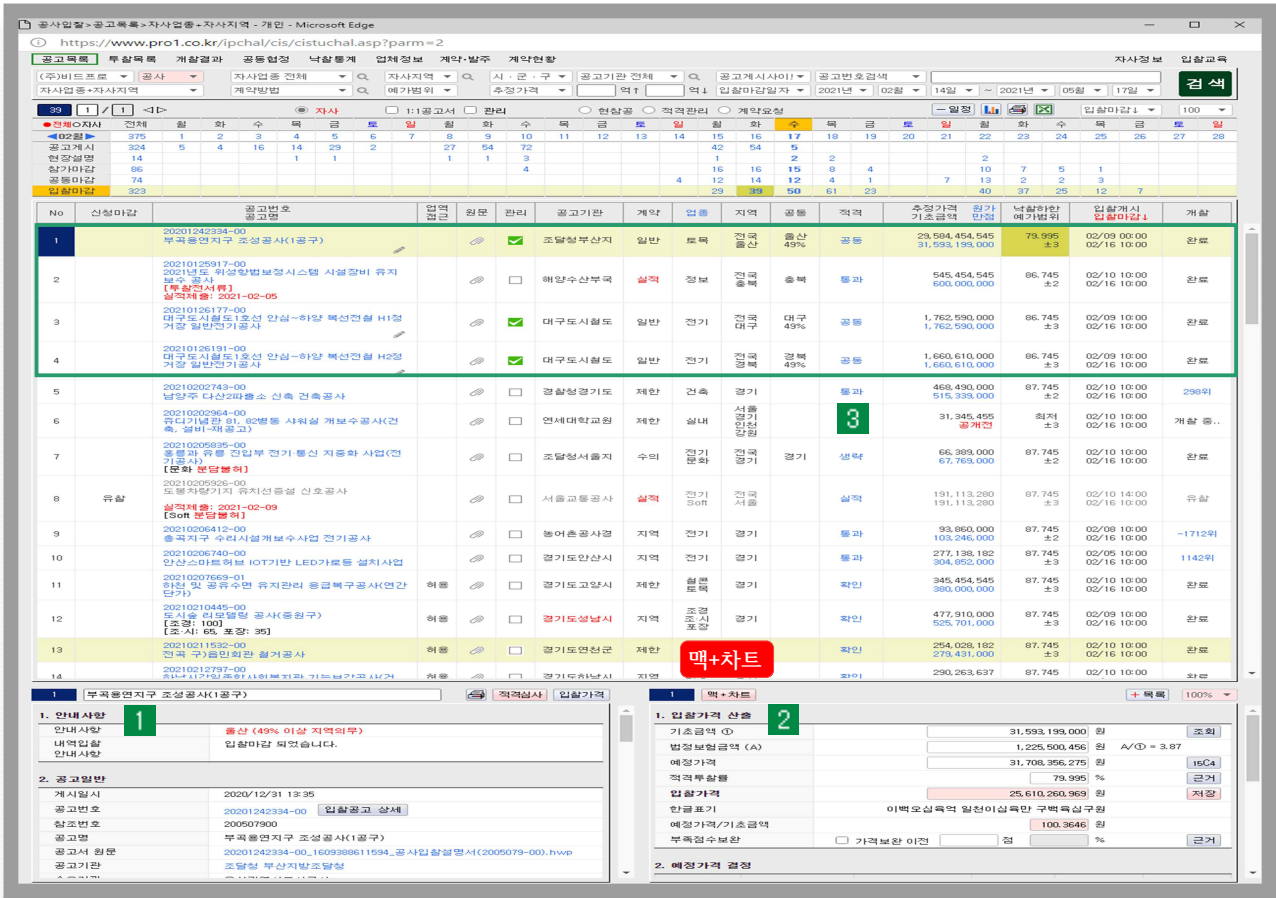 공사입찰>공고목록>자사업종+자사지역 - 개인 - Microsoft Edge
https://www.pro1.co.kr/ipchal/cis/cistuchal.asp?parm=2
공고목록 투찰목록 개찰결과 공동협정 낙찰통계 업체정보 계약·발주 계약현황 자사정보 입찰교육
(주)비드프로 공사 자사업종 전체 자사지역 시·군·구 공고기관 전체 공고게시사이! 공고번호검색 검색
자사업종+자사지역 계약방법 예가범위 추정가격 억↑ 억↓ 입찰마감일자 2021년 02월 14일 ~ 2021년 05월 17일
39 1 / 1 ◁▷ 자사 1:1공고서 관리 현참공 적격관리 계약요청 -일정 입찰마감↓ 100
●전체○자사 전체 월 화 수 목 금 토 일 월 화 수 목 금 토 일 월 화 수 목 금 토 일 월 화 수 목 금 토 일
◀02월▶ 375 1 2 3 4 5 6 7 8 9 10 11 12 13 14 15 16 17 18 19 20 21 22 23 24 25 26 27 28
공고게시 324 5 4 16 14 29 2 27 54 72 42 54 5
현장설명 14 1 1 1 1 3 1 2 2 2
참가마감 86 4 16 16 15 8 4 10 7 5 1
공동마감 74 4 12 14 12 4 1 7 13 2 2 3
입찰마감 323 29 39 50 61 23 40 37 25 12 7
No 신청마감 공고번호 공고명 업역 접근 원문 관리 공고기관 계약 업종 지역 공동 적격 추정가격 원가 기초금액 만점 낙찰하한 예가범위 입찰개시 입찰마감↓ 개찰
1 20201242334-00 조달청부산지 일반 토목 전국 울산 울산 49% 공동 29,584,454,545 79.995 02/09 00:00 완료
부곡용연지구 조성공사(1공구) 31,593,199,000 ±3 02/16 10:00
2 20210125917-00 해양수산부국 실적 정보 전국 충북 충북 통과 545,454,545 86.745 02/10 10:00 완료
2021년도 위성항법보정시스템 시설장비 유지 600,000,000 ±2 02/16 10:00
보수 공사
[투찰전서류]
실적제출: 2021-02-05
3 20210126177-00 대구도시철도 일반 전기 전국 대구 대구 49% 공동 1,762,590,000 86.745 02/09 10:00 완료
대구도시철도1호선 안심~하양 복선전철 H1정 1,762,590,000 ±3 02/16 10:00
거장 일반전기공사
4 20210126191-00 대구도시철도 일반 전기 전국 경북 경북 49% 공동 1,660,610,000 86.745 02/09 10:00 완료
대구도시철도1호선 안심~하양 복선전철 H2정 1,660,610,000 ±3 02/16 10:00
거장 일반전기공사
5 20210202743-00 경찰청경기도 제한 건축 경기 통과 468,490,000 87.745 02/10 10:00 298위
남양주 다산2파출소 신축 건축공사 515,339,000 ±2 02/16 10:00
6 20210202964-00 연세대학교원 제한 실내 서울 경기 인천 강원 3 31,345,455 최저 02/10 10:00 개찰 중..
쥬디기념관 81, 82병동 샤워실 개보수공사(건 공개전 ±3 02/16 10:00
축, 설비-재공고)
7 20210205835-00 조달청서울지 수의 전기 문화 전국 경기 경기 생략 66,389,000 87.745 02/10 10:00 완료
홍릉과 유릉 진입부 전기·통신 지중화 사업(전 67,769,000 ±2 02/16 10:00
기공사)
[문화 분담불허]
8 유찰 20210205926-00 서울교통공사 실적 전기 Soft 전국 서울 실적 191,113,280 87.745 02/10 14:00 유찰
도봉차량기지 유치선증설 신호공사 191,113,280 ±3 02/16 10:00
실적제출: 2021-02-09
[Soft 분담불허]
9 20210206412-00 농어촌공사경 지역 전기 경기 통과 93,860,000 87.745 02/08 10:00 ~1712위
흥곡지구 수리시설개보수사업 전기공사 103,246,000 ±2 02/16 10:00
10 20210206740-00 경기도안산시 지역 전기 경기 통과 277,138,182 87.745 02/05 10:00 1142위
안산스마트허브 IOT기반 LED가로등 설치사업 304,852,000 ±3 02/16 10:00
11 20210207669-01 허용 경기도고양시 제한 철콘 토목 경기 확인 345,454,545 87.745 02/10 10:00 완료
하천 및 공유수면 유지관리 응급복구공사(연간 380,000,000 ±3 02/16 10:00
단가)
12 20210210445-00 허용 경기도성남시 지역 조경 조·시 포장 경기 확인 477,910,000 87.745 02/09 10:00 완료
도시숲 리모델링 공사(중원구) 525,701,000 ±3 02/16 10:00
[조경: 100]
[조·시: 65, 포장: 35]
13 20210211532-00 허용 경기도연천군 제한 맥+차트 확인 254,028,182 87.745 02/10 10:00 완료
전곡 구)읍민회관 철거공사 279,431,000 ±3 02/16 10:00
14 20210212797-00 허용 경기도하남시 지역 경기 확인 290,263,637 87.745 02/10 10:00 완료
하남시감일종합사회복지관 기능보강공사(건
1 부곡용연지구 조성공사(1공구) 적격심사 입찰가격
1. 안내사항 1
안내사항 울산 (49% 이상 지역의무)
내역입찰 입찰마감 되었습니다.
안내사항
2. 공고일반
게시일시 2020/12/31 13:35
공고번호 20201242334-00 입찰공고 상세
참조번호 200507900
공고명 부곡용연지구 조성공사(1공구)
공고서 원문 20201242334-00_1609388611594_공사입찰설명서(2005079-00).hwp
공고기관 조달청 부산지방조달청
1 맥+차트 +목록 100%
1. 입찰가격 산출 2
기초금액 ① 31,593,199,000 원 조회
법정보험금액 (A) 1,225,500,456 원 A/① = 3.87
예정가격 31,708,356,275 원 15C4
적격투찰률 79.995 % 근거
입찰가격 25,610,260,969 원 저장
한글표기 이백오십육억 일천이십육만 구백육십구원
예정가격/기초금액 100.3646 원
부족점수보완 가격보완 이전 점 % 근거
2. 예정가격 결정